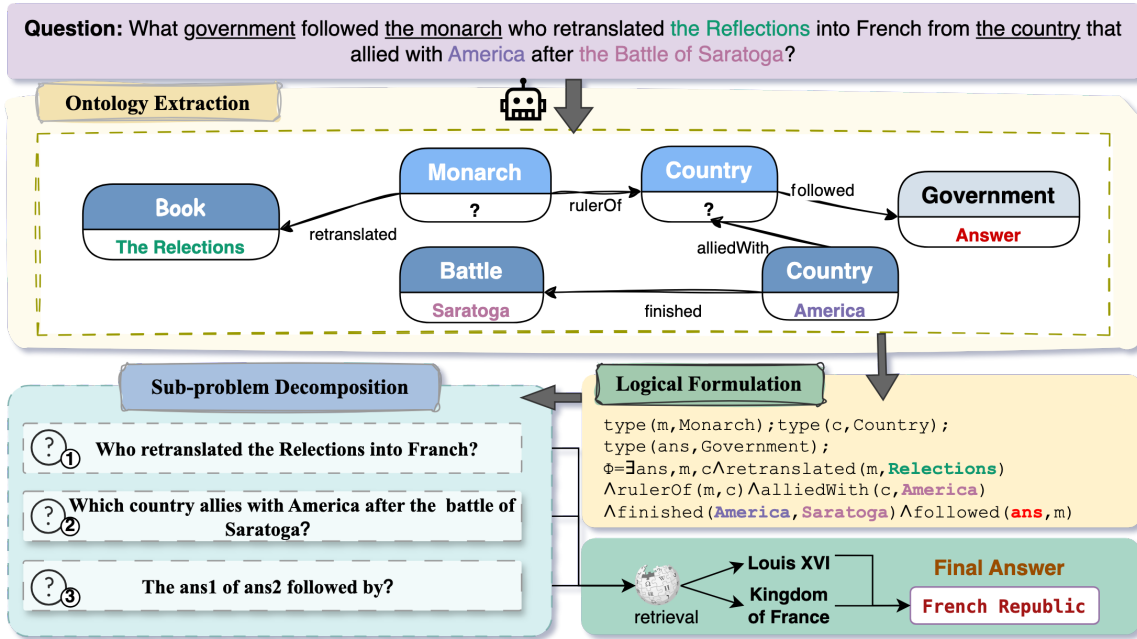 Question: What government followed the monarch who retranslated the Reflections into French from the country that
allied with America after the Battle of Saratoga?
Ontology Extraction
Monarch
?
Country
?
followed
Government
Answer
Book
The Relections
retranslated
rulerOf
alliedWith
Battle
Saratoga
finished
Country
America
Sub-problem Decomposition
? 1 Who retranslated the Relections into Franch?
? 2 Which country allies with America after the battle of
Saratoga?
? 3 The ans1 of ans2 followed by?
Logical Formulation
type(m,Monarch);type(c,Country);
type(ans,Government);
Φ=∃ans,m,c∧retranslated(m,Relections)
∧rulerOf(m,c)∧alliedWith(c,America)
∧finished(America,Saratoga)∧followed(ans,m)
retrieval
Louis XVI
Kingdom
of France
Final Answer
French Republic